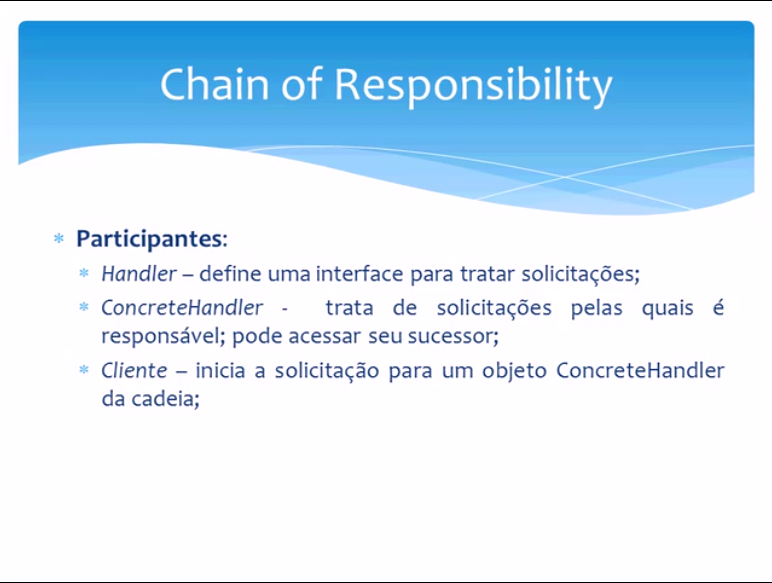 Chain of Responsibility
Participantes:
Handler – define uma interface para tratar solicitações;
ConcreteHandler - trata de solicitações pelas quais é
responsável; pode acessar seu sucessor;
Cliente – inicia a solicitação para um objeto ConcreteHandler
da cadeia;